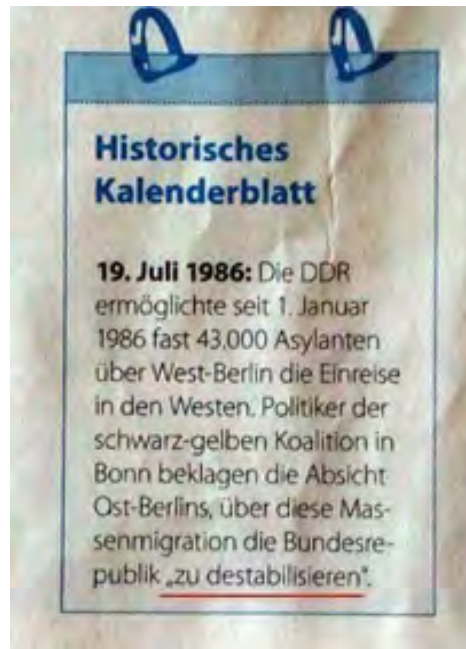 Historisches
Kalenderblatt
19. Juli 1986: Die DDR
ermöglichte seit 1. Januar
1986 fast 43.000 Asylanten
über West-Berlin die Einreise
in den Westen. Politiker der
schwarz-gelben Koalition in
Bonn beklagen die Absicht
Ost-Berlins, über diese Mas-
senmigration die Bundesre-
publik „zu destabilisieren“.